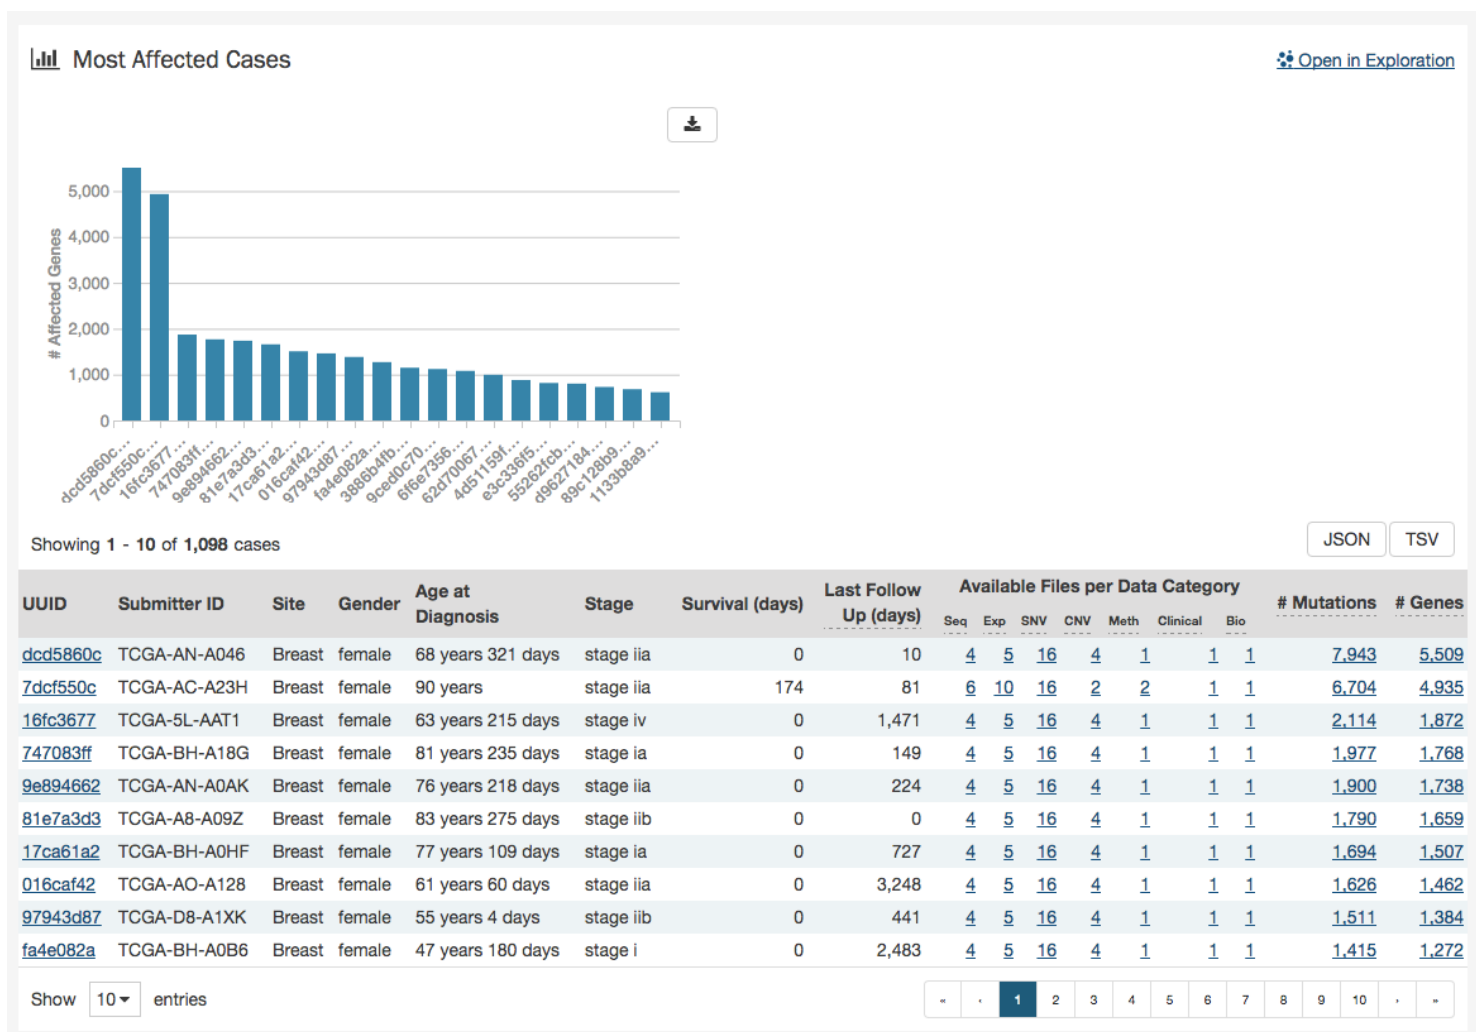 Most Affected Cases
Open in Exploration
# Affected Genes
5,000
4,000
3,000
2,000
1,000
0
dcd5860c...
7dcf550c...
16fc3677...
747083ff...
9e894662...
81e7a3d3...
17ca61a2...
016caf42...
97943d87...
fa4e082a...
3886b4fb...
9ced0c70...
6f6e7356...
62d70067...
4d51159f...
e3c336f5...
55262fcb...
d9627184...
89c128b9...
1133b8a9...
Showing 1 - 10 of 1,098 cases
JSON TSV
UUID Submitter ID Site Gender Age at Diagnosis Stage Survival (days) Last Follow Up (days) Available Files per Data Category # Mutations # Genes
Seq Exp SNV CNV Meth Clinical Bio
dcd5860c TCGA-AN-A046 Breast female 68 years 321 days stage iia 0 10 4 5 16 4 1 1 1 7,943 5,509
7dcf550c TCGA-AC-A23H Breast female 90 years stage iia 174 81 6 10 16 2 2 1 1 6,704 4,935
16fc3677 TCGA-5L-AAT1 Breast female 63 years 215 days stage iv 0 1,471 4 5 16 4 1 1 1 2,114 1,872
747083ff TCGA-BH-A18G Breast female 81 years 235 days stage ia 0 149 4 5 16 4 1 1 1 1,977 1,768
9e894662 TCGA-AN-A0AK Breast female 76 years 218 days stage iia 0 224 4 5 16 4 1 1 1 1,900 1,738
81e7a3d3 TCGA-A8-A09Z Breast female 83 years 275 days stage iib 0 0 4 5 16 4 1 1 1 1,790 1,659
17ca61a2 TCGA-BH-A0HF Breast female 77 years 109 days stage ia 0 727 4 5 16 4 1 1 1 1,694 1,507
016caf42 TCGA-AO-A128 Breast female 61 years 60 days stage iia 0 3,248 4 5 16 4 1 1 1 1,626 1,462
97943d87 TCGA-D8-A1XK Breast female 55 years 4 days stage iib 0 441 4 5 16 4 1 1 1 1,511 1,384
fa4e082a TCGA-BH-A0B6 Breast female 47 years 180 days stage i 0 2,483 4 5 16 4 1 1 1 1,415 1,272
Show 10 entries « ‹ 1 2 3 4 5 6 7 8 9 10 › »